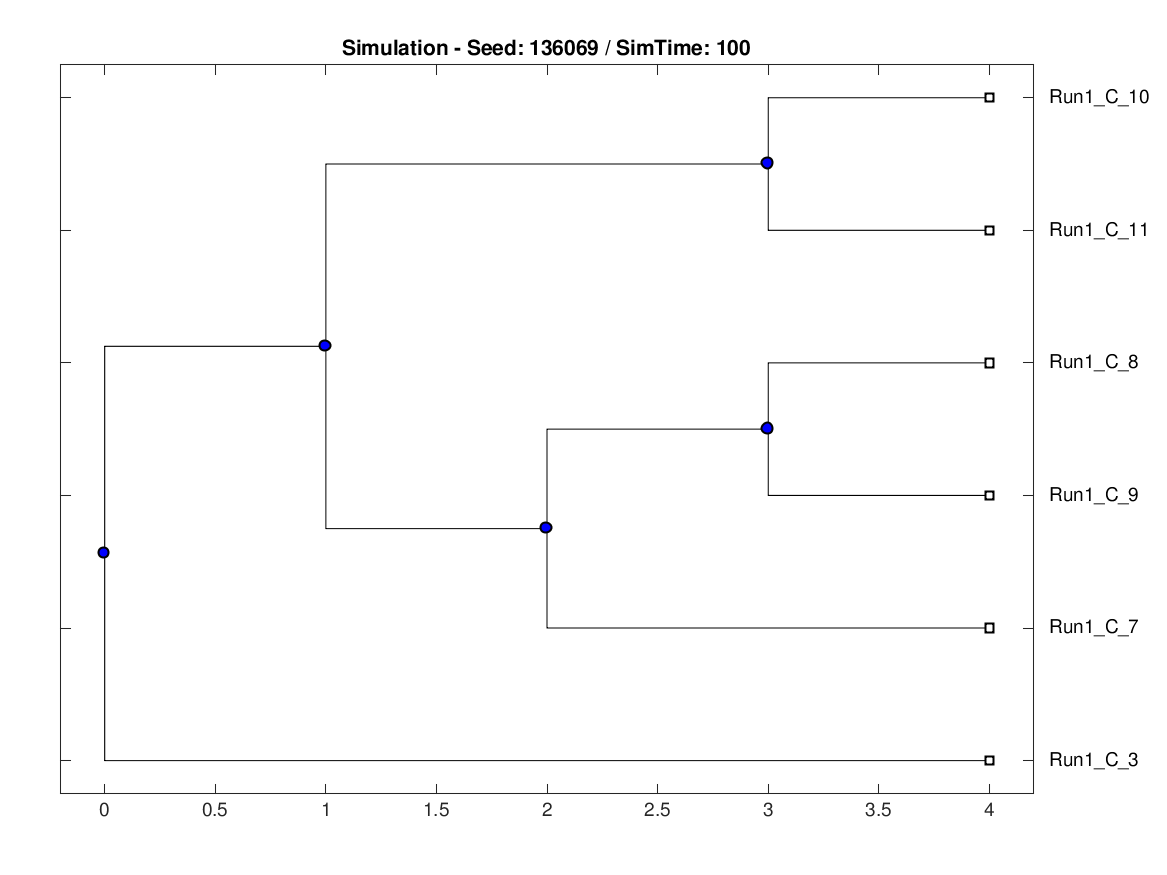 Simulation - Seed: 136069 / SimTime: 100
Run1_C_10
Run1_C_11
Run1_C_8
Run1_C_9
Run1_C_7
Run1_C_3
0 0.5 1 1.5 2 2.5 3 3.5 4